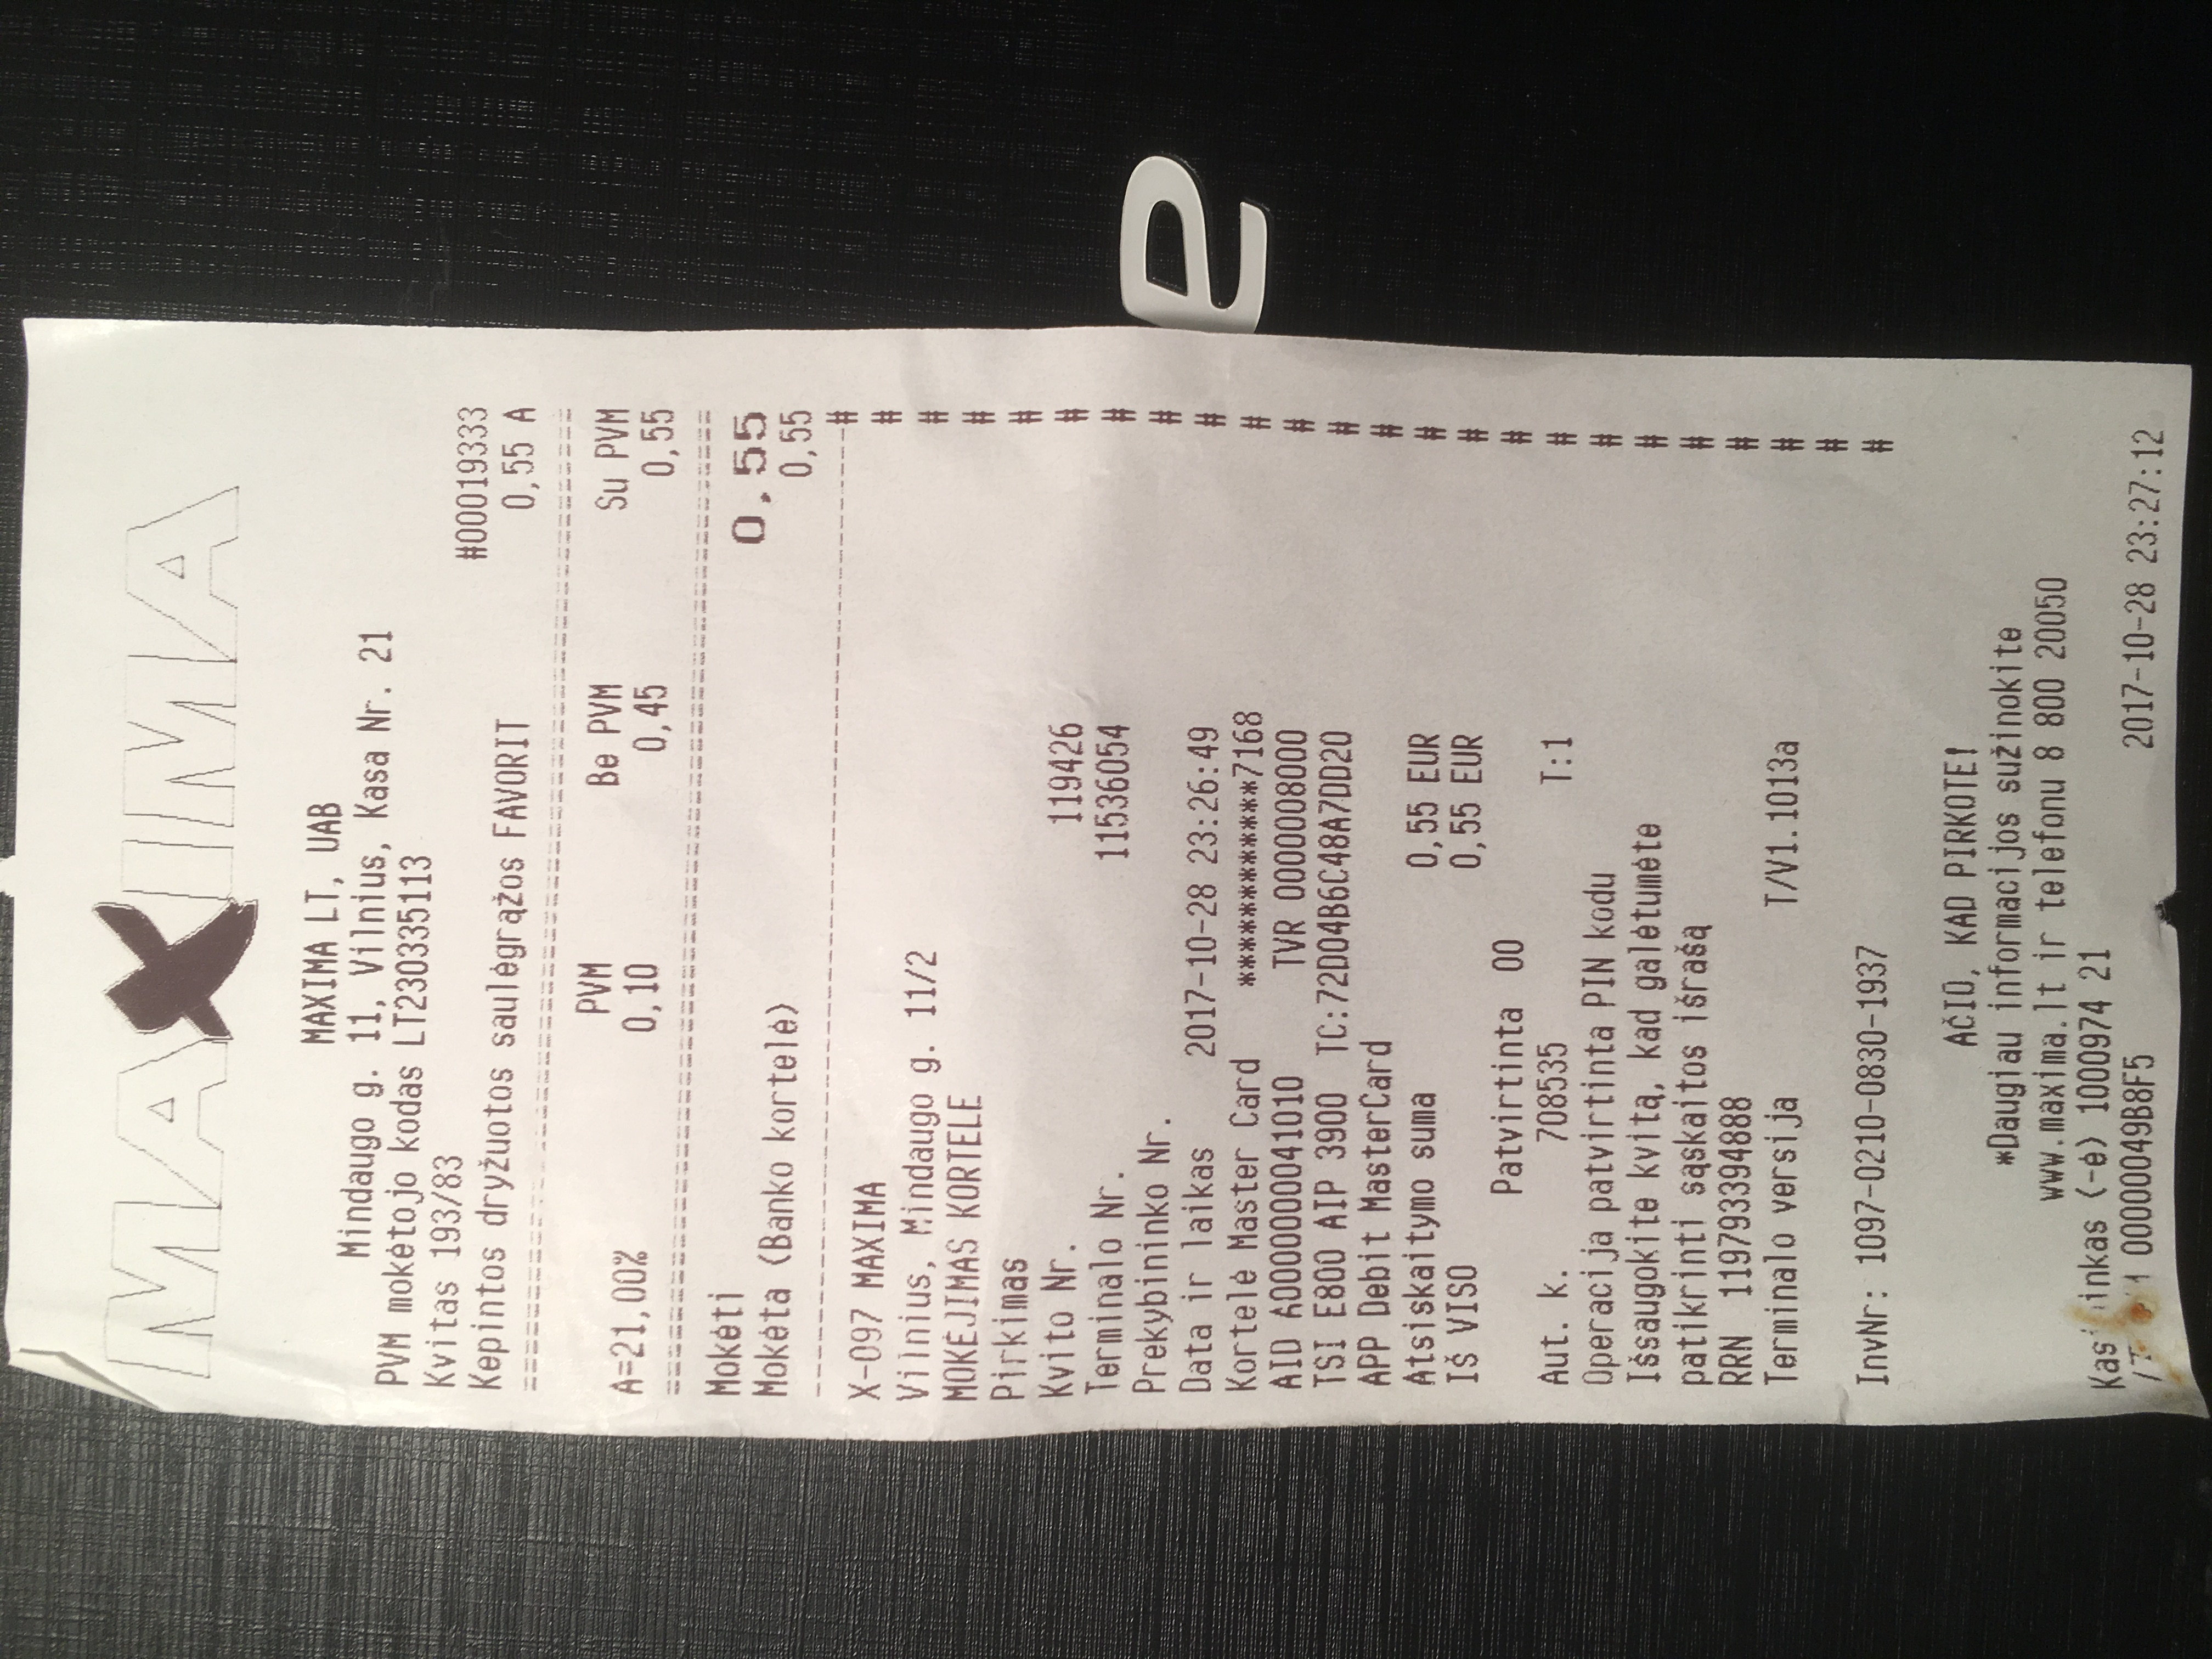 MAXIMA
MAXIMA LT, UAB
Mindaugo g. 11, Vilnius, Kasa Nr. 21
PVM mokėtojo kodas LT230335113
Kvitas 193/83 #00019333
Kepintos dryžuotos saulėgrąžos FAVORIT 0,55 A
PVM Be PVM Su PVM
A=21,00% 0,10 0,45 0,55
Mokėti 0,55
Mokėta (Banko kortelė) 0,55
#
X-097 MAXIMA #
Vilnius, Mindaugo g. 11/2 #
MOKĖJIMAS KORTELE #
Pirkimas #
Kvito Nr. 119426 #
Terminalo Nr. 11536054 #
Prekybininko Nr. #
Data ir laikas 2017-10-28 23:26:49 #
Kortelė Master Card ************7168 #
AID A0000000041010 TVR 0000008000 #
TSI E800 AIP 3900 TC:72D04B6C48A7DD20 #
APP Debit MasterCard #
Atsiskaitymo suma 0,55 EUR #
IŠ VISO 0,55 EUR #
Patvirtinta 00 #
Aut. k. 708535 T:1 #
Operacija patvirtinta PIN kodu #
Išsaugokite kvitą, kad galėtumėte #
patikrinti sąskaitos išrašą #
RRN 119793394888 #
Terminalo versija T/V1.1013a #
#
InvNr: 1097-0210-0830-1937 #
AČIŪ, KAD PIRKOTE!
*Daugiau informacijos sužinokite
www.maxima.lt ir telefonu 8 800 20050
(-ė) 1000974 21
00000049B8F5 2017-10-28 23:27:12
e